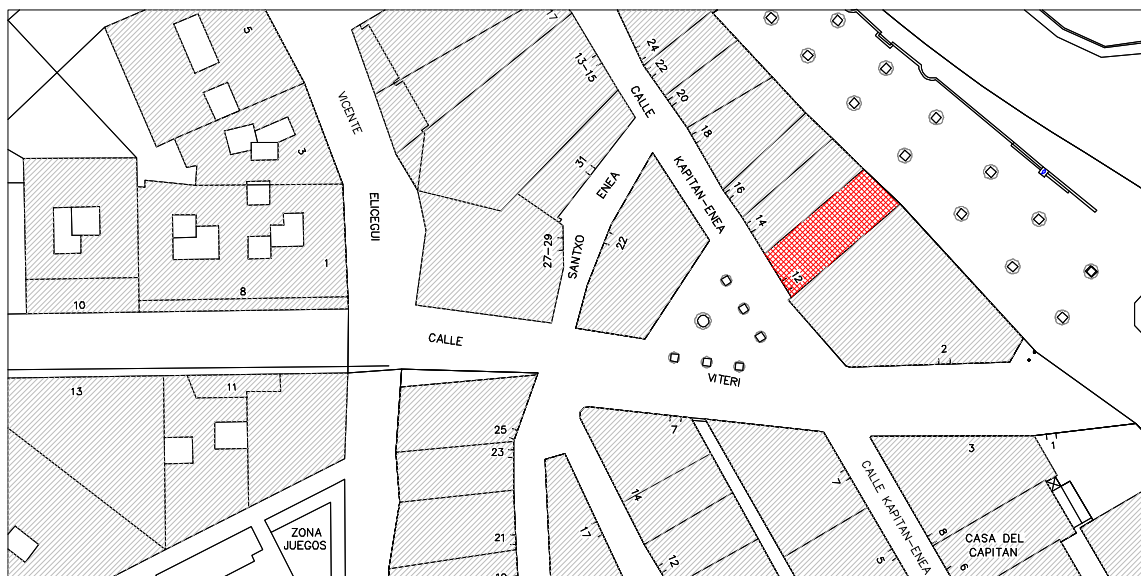 5
17
13-15
24
22
20
18
16
14
12
CALLE
KAPITAN-ENEA
VICENTE
ELICEGUI
3
1
8
10
31
ENEA
SANTXO
27-29
22
CALLE
VITERI
2
13
11
25
23
21
19
7
14
12
17
7
5
CALLE KAPITAN-ENEA
3
1
8
6
CASA DEL
CAPITAN
ZONA
JUEGOS